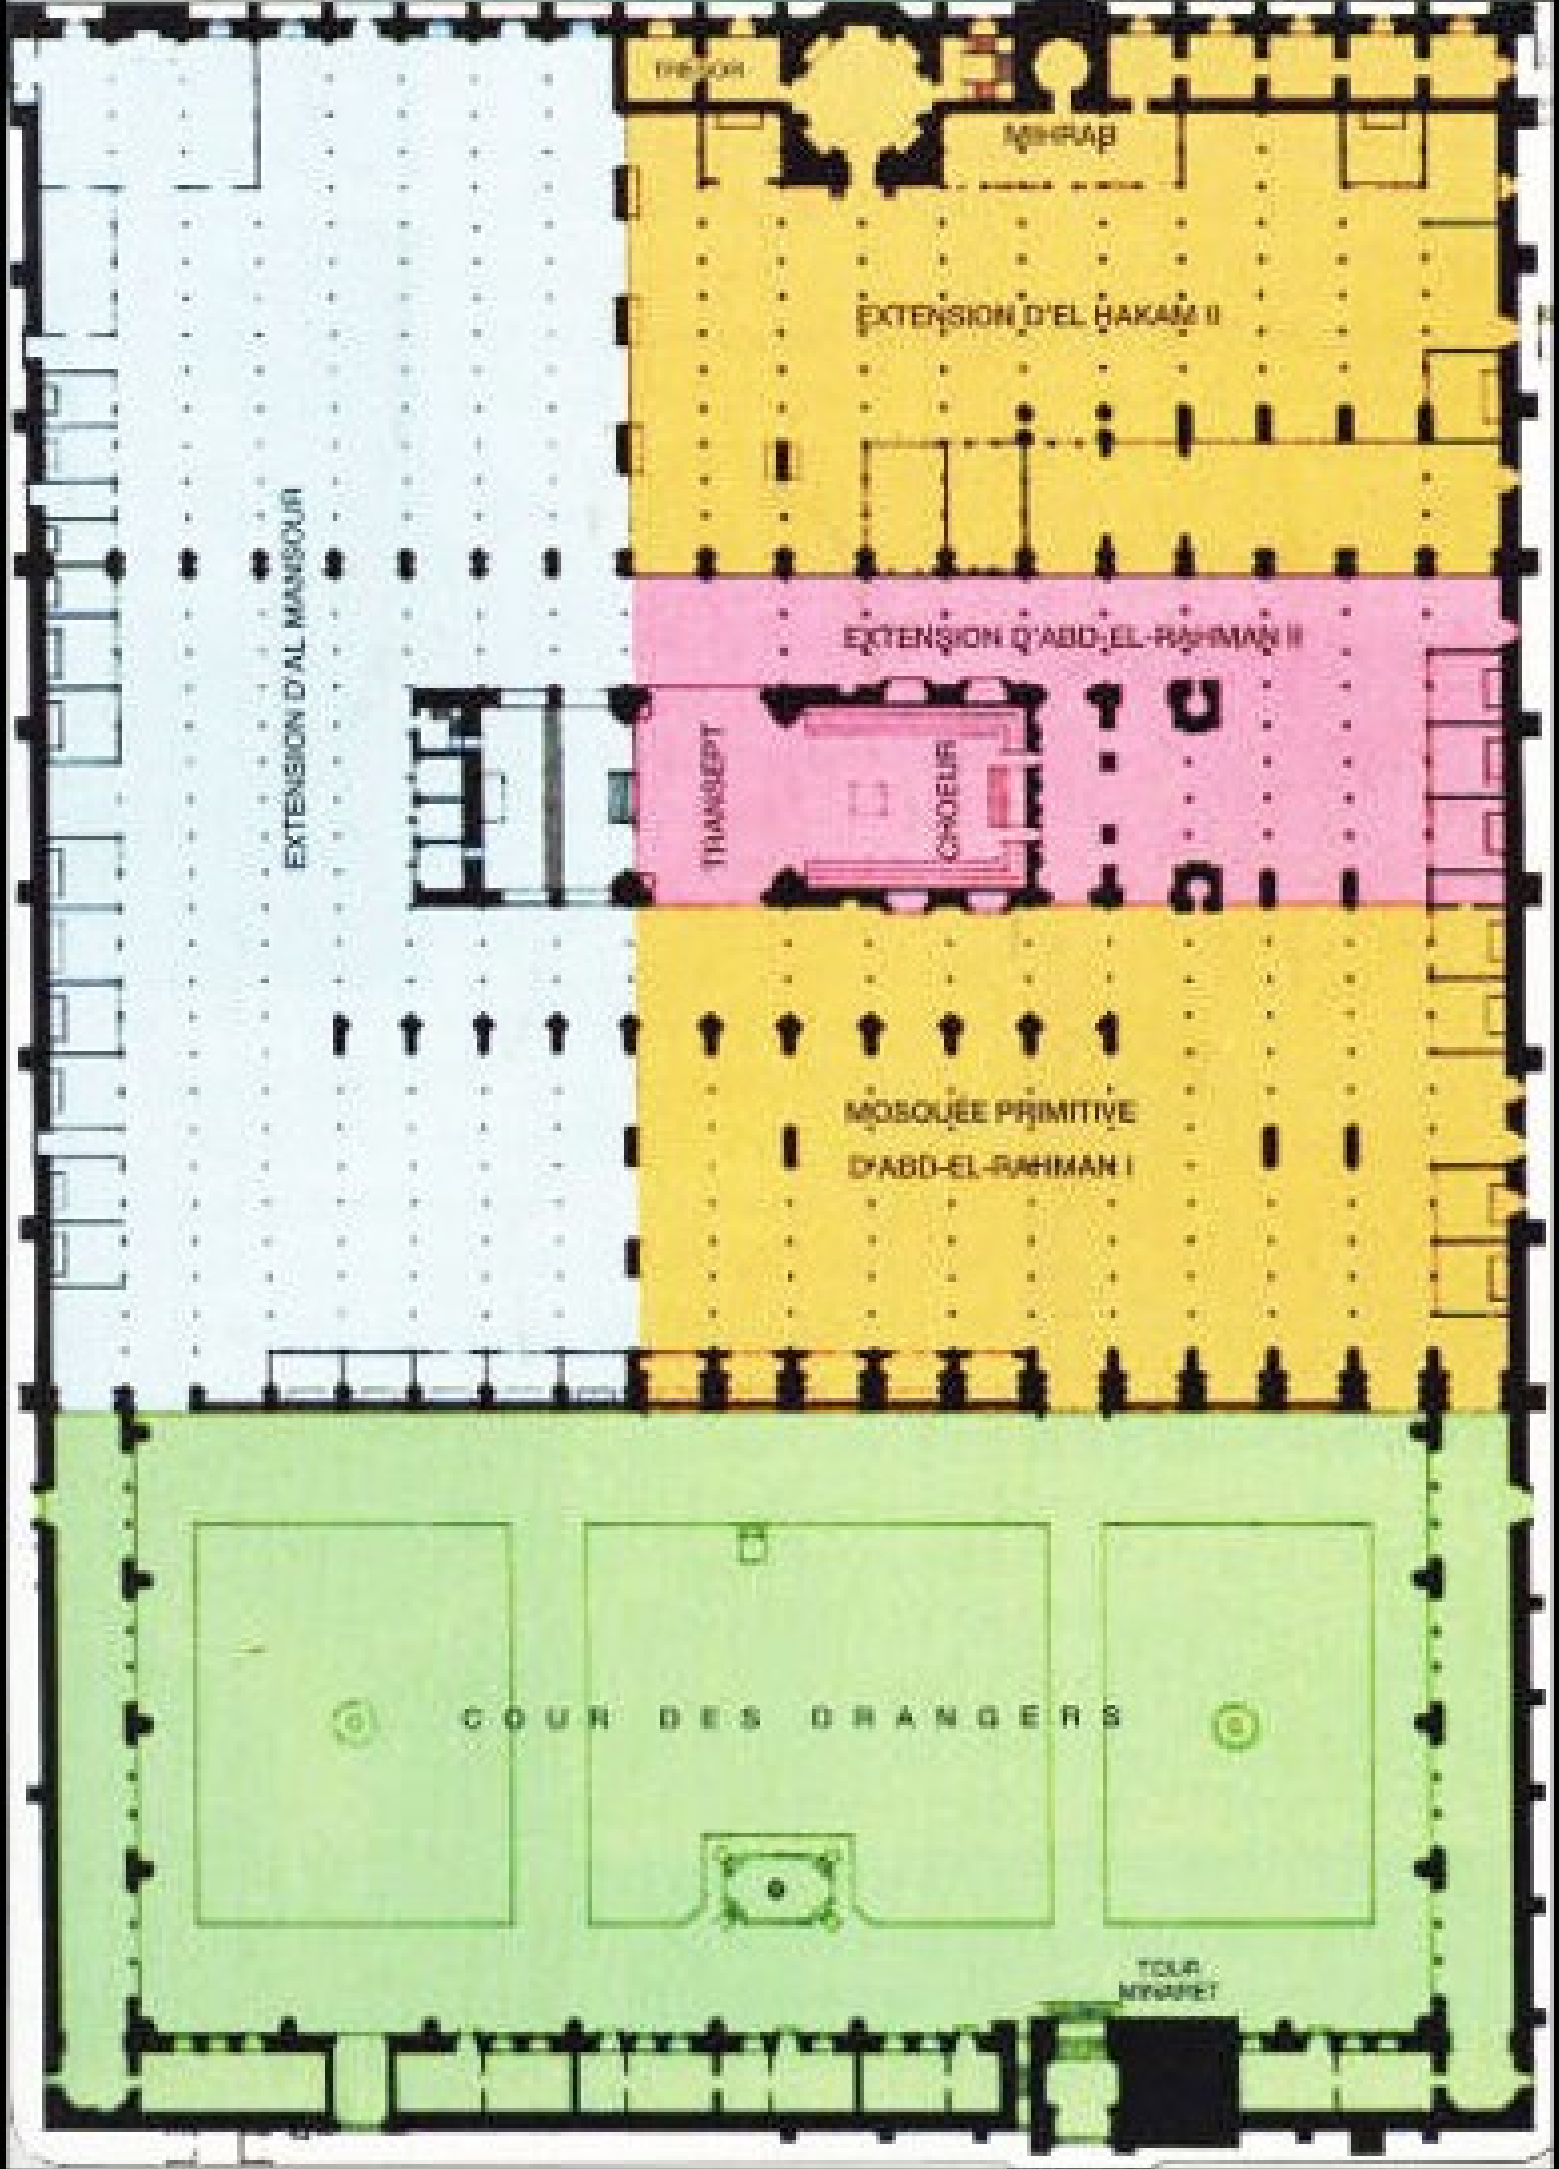 TRESOR
MIHRAB
EXTENSION D'EL HAKAM II
EXTENSION D'AL MANSOUR
EXTENSION D'ABD-EL-RAHMAN II
TRANSEPT
CHOEUR
MOSQUÉE PRIMITIVE
D'ABD-EL-RAHMAN I
COUR DES ORANGERS
TOUR
MINARET